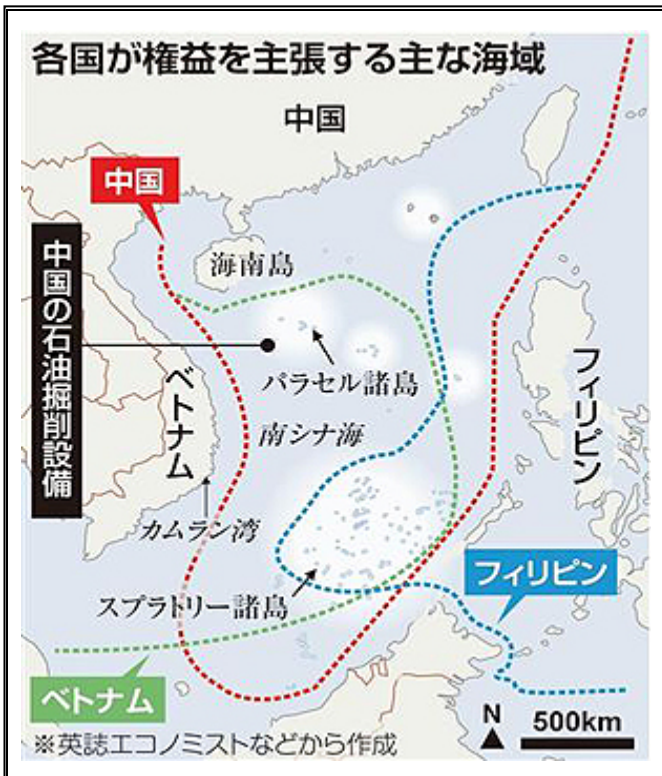 各国が権益を主張する主な海域
中国
中国
海南島
中国の石油掘削設備
パラセル諸島
ベトナム
南シナ海
フィリピン
カムラン湾
スプラトリー諸島
フィリピン
ベトナム
N
500km
※英誌エコノミストなどから作成